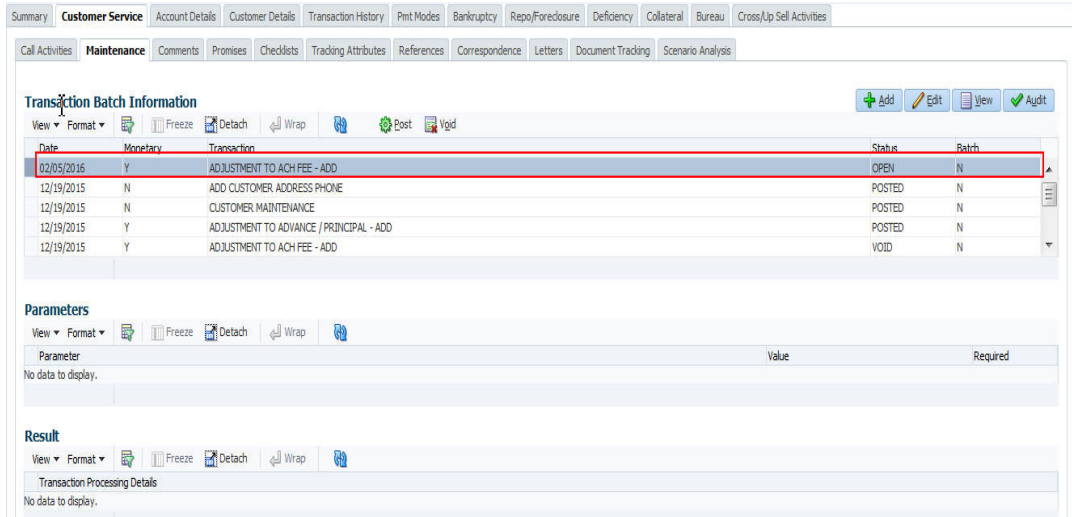 Summary Customer Service Account Details Customer Details Transaction History Pmt Modes Bankruptcy Repo/Foreclosure Deficiency Collateral Bureau Cross/Up Sell Activities
Call Activities Maintenance Comments Promises Checklists Tracking Attributes References Correspondence Letters Document Tracking Scenario Analysis
Transaction Batch Information Add Edit View Audit
View Format Freeze Detach Wrap Post Void
Date Monetary Transaction Status Batch
02/05/2016 Y ADJUSTMENT TO ACH FEE - ADD OPEN N
12/19/2015 N ADD CUSTOMER ADDRESS PHONE POSTED N
12/19/2015 N CUSTOMER MAINTENANCE POSTED N
12/19/2015 Y ADJUSTMENT TO ADVANCE / PRINCIPAL - ADD POSTED N
12/19/2015 Y ADJUSTMENT TO ACH FEE - ADD VOID N
Parameters
View Format Freeze Detach Wrap
Parameter Value Required
No data to display.
Result
View Format Freeze Detach Wrap
Transaction Processing Details
No data to display.